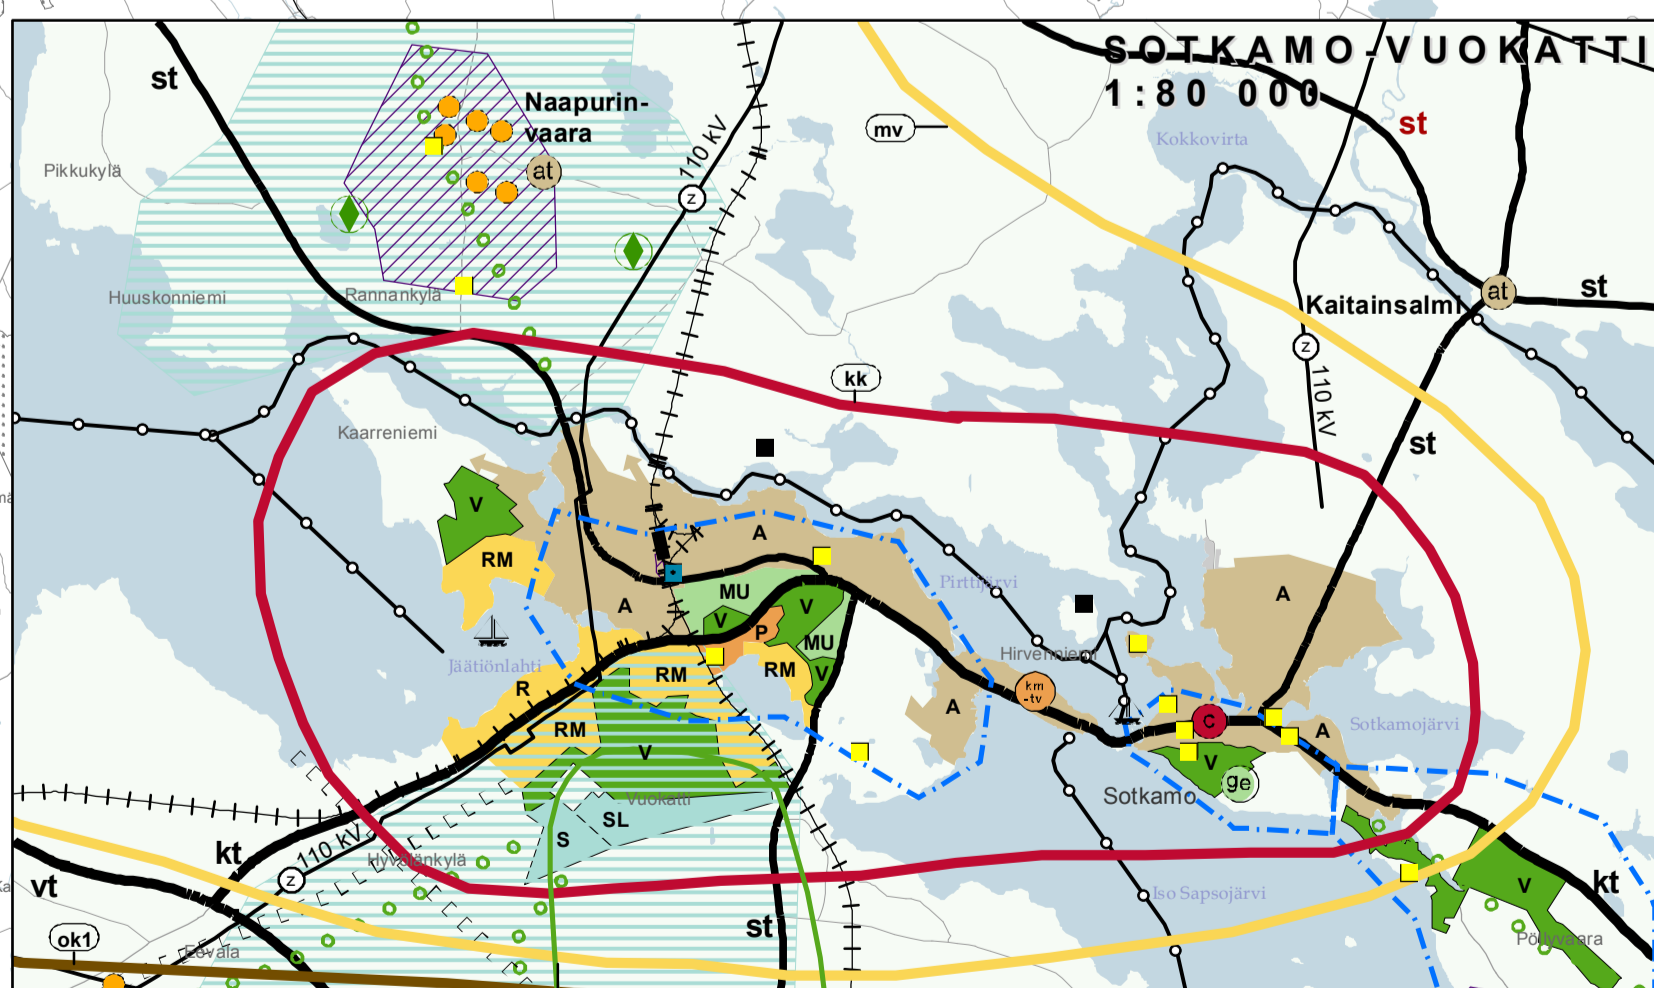 SOTKAMO-VUOKATTI
1:80 000
st
Naapurin-
vaara
at
Pikkukylä
110 kV
z
mv
Kokkovirta
st
Huuskonniemi
Rannankylä
Kaitainsalmi
at
st
z
110 kV
kk
Kaarreniemi
st
V
RM
A
A
MU
V
V
P
MU
V
RM
RM
Pirttijärvi
A
Hirvenniemi
km
-tv
A
Jäätiönlahti
R
RM
V
C
A
Sotkamojärvi
V
ge
Sotkamo
Vuokatti
SL
S
kt
110 kV
z
Hyvölänkylä
vt
Iso Sapsojärvi
V
kt
st
ok1
Eevala
Pöllyvaara